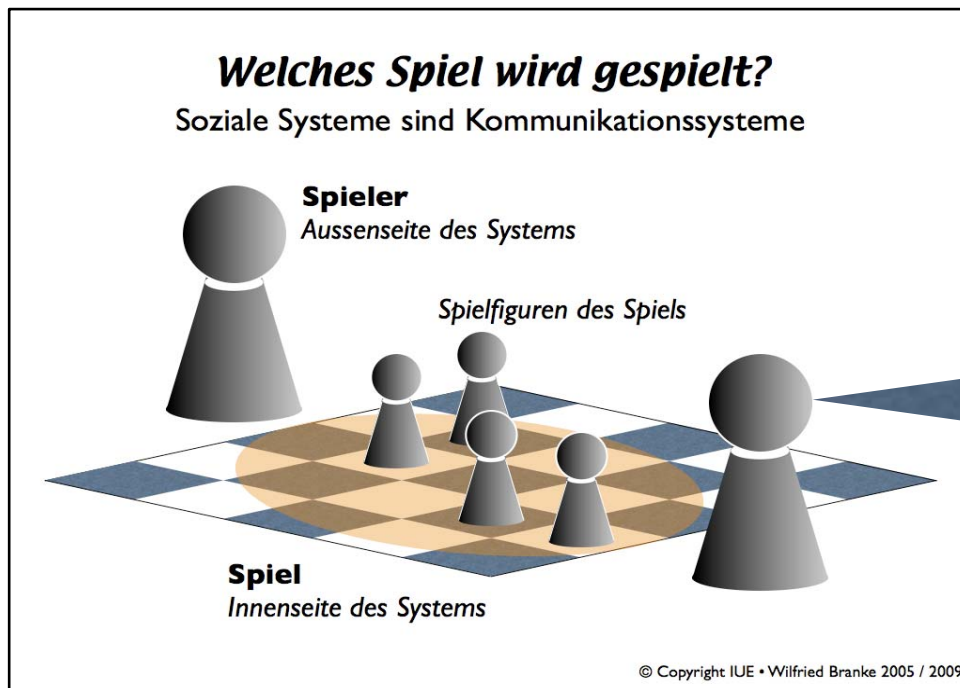 Welches Spiel wird gespielt?
Soziale Systeme sind Kommunikationssysteme
Spieler
Aussenseite des Systems
Spielfiguren des Spiels
Spiel
Innenseite des Systems
© Copyright IUE • Wilfried Branke 2005 / 2009